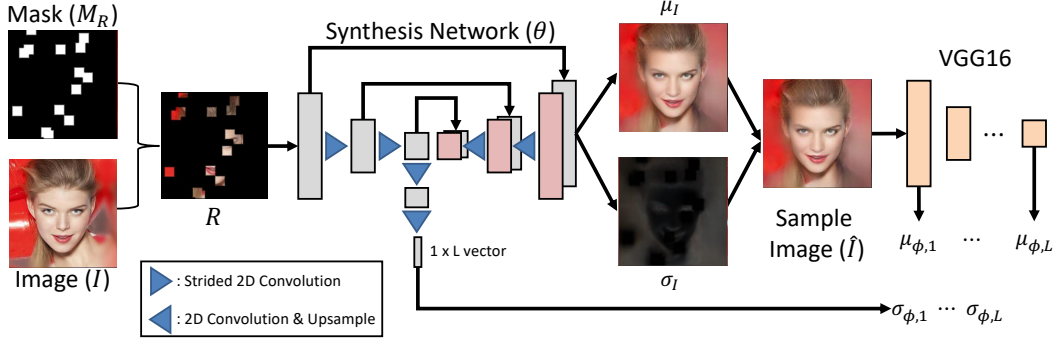 Mask (M_R)
Synthesis Network (θ)
μ_I
VGG16
R
...
Image (I)
1 x L vector
Sample
Image (Î)
μ_{ϕ,1} ... μ_{ϕ,L}
σ_I
: Strided 2D Convolution
: 2D Convolution & Upsample
σ_{ϕ,1} ... σ_{ϕ,L}